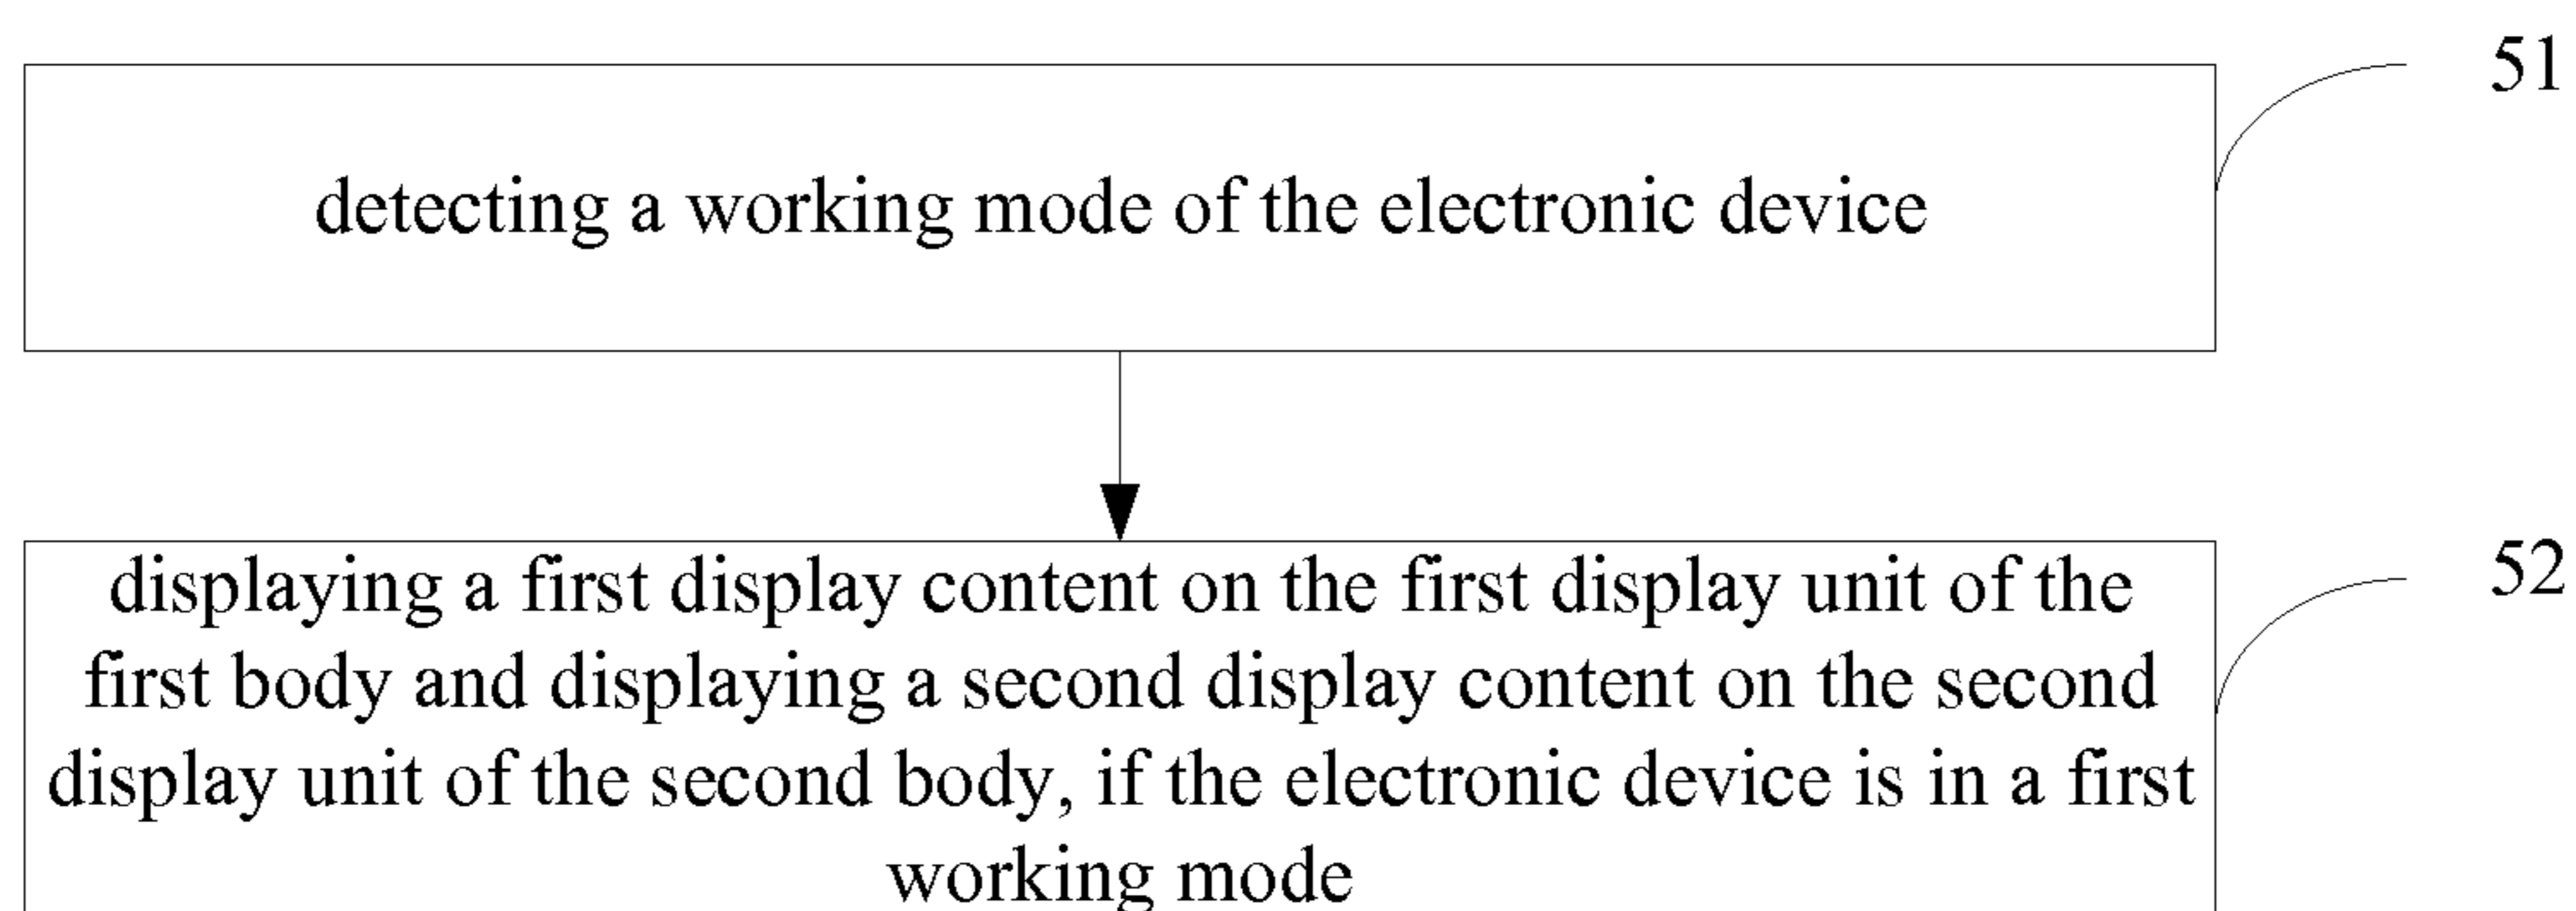 51
detecting a working mode of the electronic device
displaying a first display content on the first display unit of the
52
first body and displaying a second display content on the second
display unit of the second body, if the electronic device is in a first
working mode